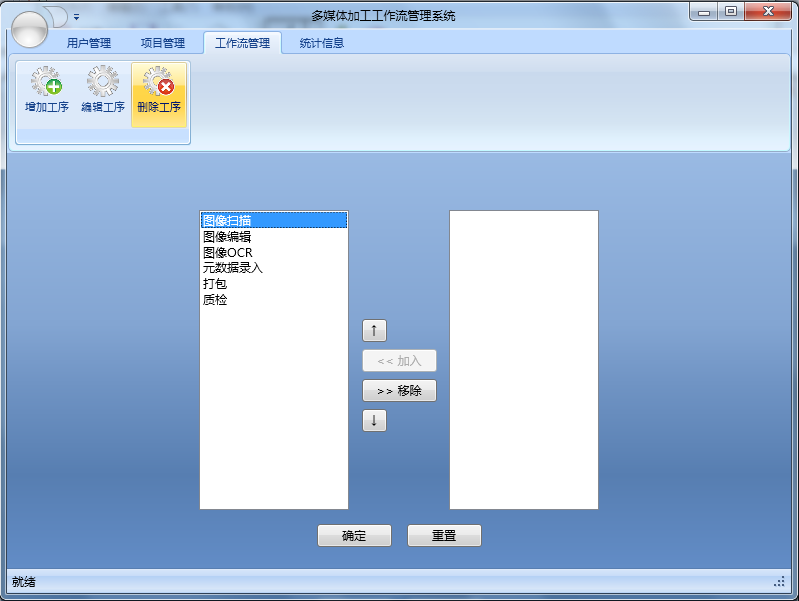 多媒体加工工作流管理系统
用户管理 项目管理 工作流管理 统计信息
增加工序 编辑工序 删除工序
图像扫描
图像编辑
图像OCR
元数据录入
打包
质检
↑
<< 加入
>> 移除
↓
确定 重置
就绪